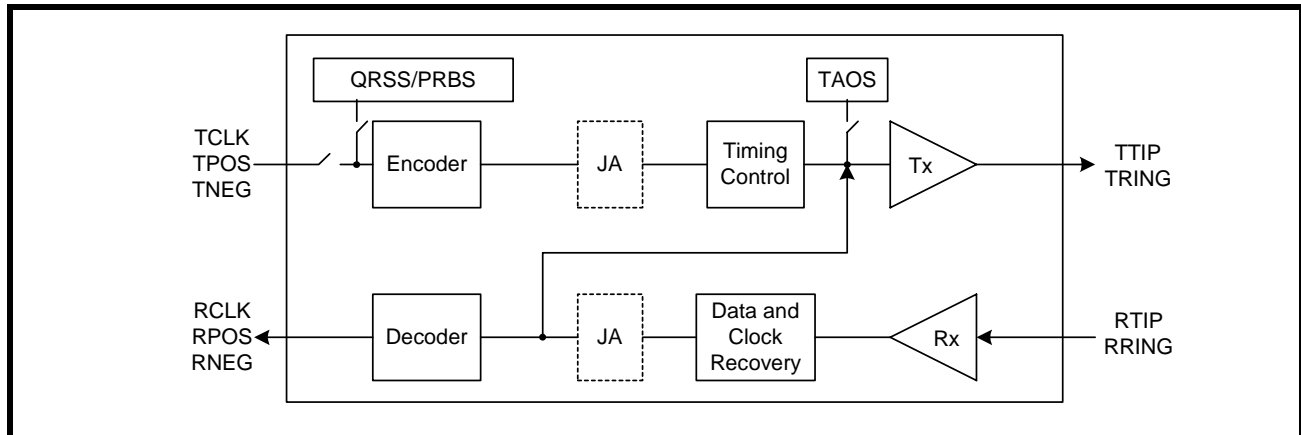 QRSS/PRBS
TAOS
TCLK
TPOS
TNEG
Encoder
JA
Timing
Control
Tx
TTIP
TRING
RCLK
RPOS
RNEG
Decoder
JA
Data and
Clock
Recovery
Rx
RTIP
RRING